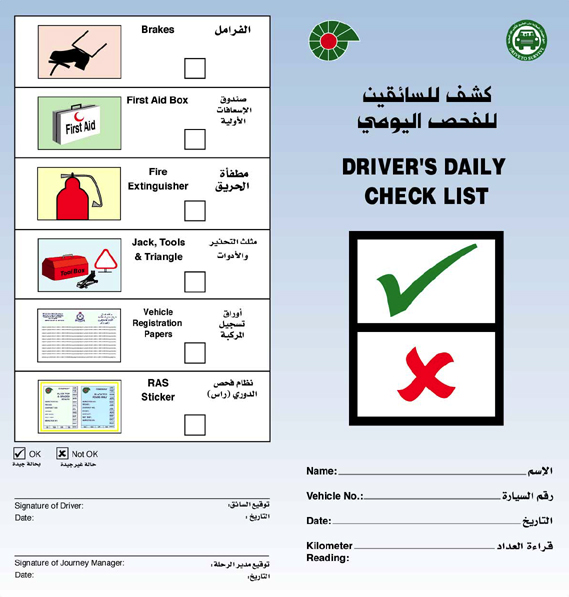 Brakes
الفرامل
First Aid
First Aid Box
صندوق
الإسعافات
الأولية
Fire
Extinguisher
مطفأة
الحريق
Tool Box
Jack, Tools
& Triangle
مثلث التحذير
والأدوات
Vehicle
Registration
Papers
أوراق
تسجيل
المركبة
RAS
Sticker
نظام فحص
الدوري (راس)
OK
بحالة جيدة
Not OK
حالة غير جيدة
Signature of Driver:
توقيع السائق:
Date:
التاريخ :
Signature of Journey Manager:
توقيع مدير الرحلة:
Date:
التاريخ:
DRIVE TO SURVIVE
كشف للسائقين
للفحص اليومي
DRIVER'S DAILY
CHECK LIST
Name:
الإسم
Vehicle No.:
رقم السيارة
Date:
التاريخ
Kilometer
Reading:
قراءة العداد